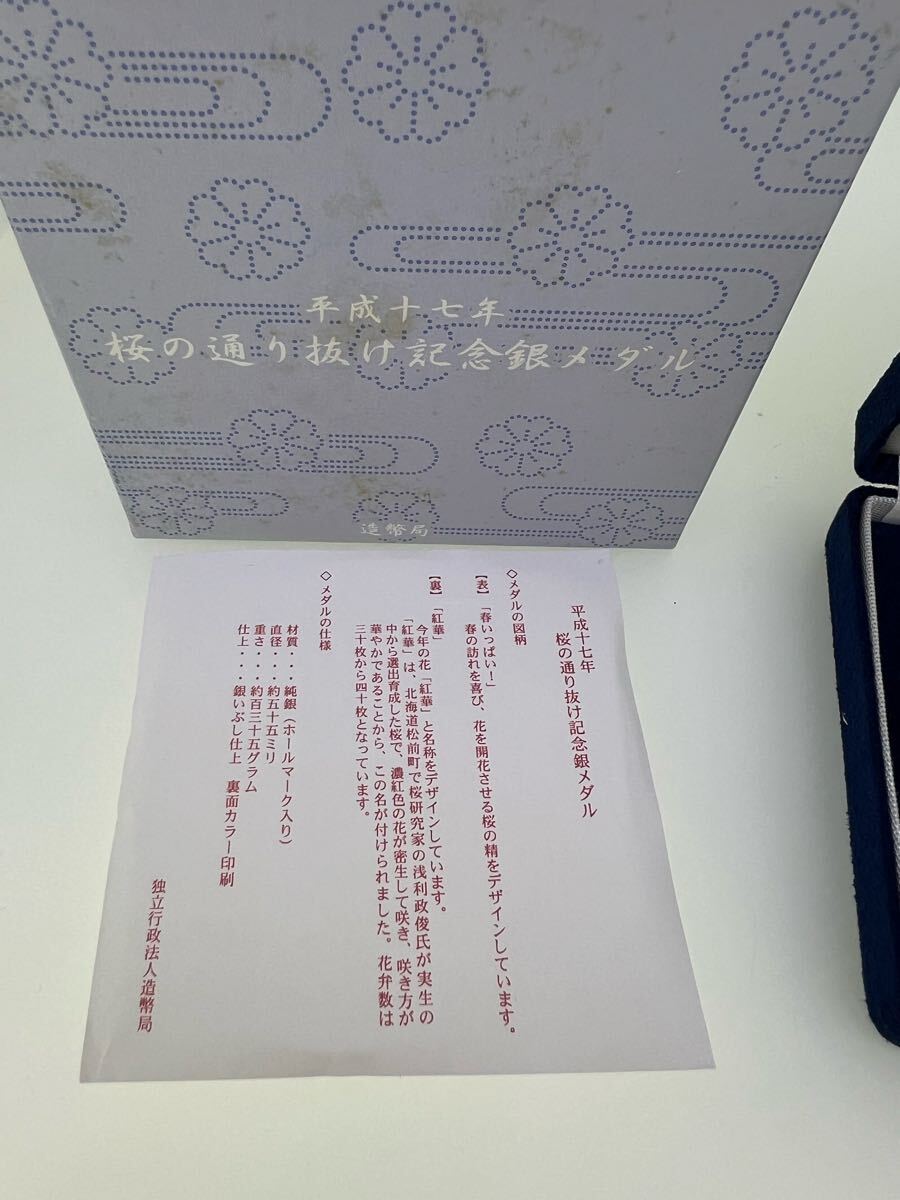 平成十七年
桜の通り抜け記念銀メダル
造幣局
平成十七年
桜の通り抜け記念銀メダル
◇メダルの図柄
【表】「春いっぱい！」
春の訪れを喜び、花を開花させる桜の精をデザインしています。
【裏】「紅華」
今年の花「紅華」と名称をデザインしています。
「紅華」は、北海道松前町で桜研究家の浅利政俊氏が実生の
中から選出育成した桜で、濃紅色の花が密生して咲き、咲き方が
華やかであることから、この名が付けられました。花弁数は
三十枚から四十枚となっています。
◇メダルの仕様
材質・・・純銀（ホールマーク入り）
直径・・・約五十五ミリ
重さ・・・約百三十五グラム
仕上・・・銀いぶし仕上　裏面カラー印刷
独立行政法人造幣局